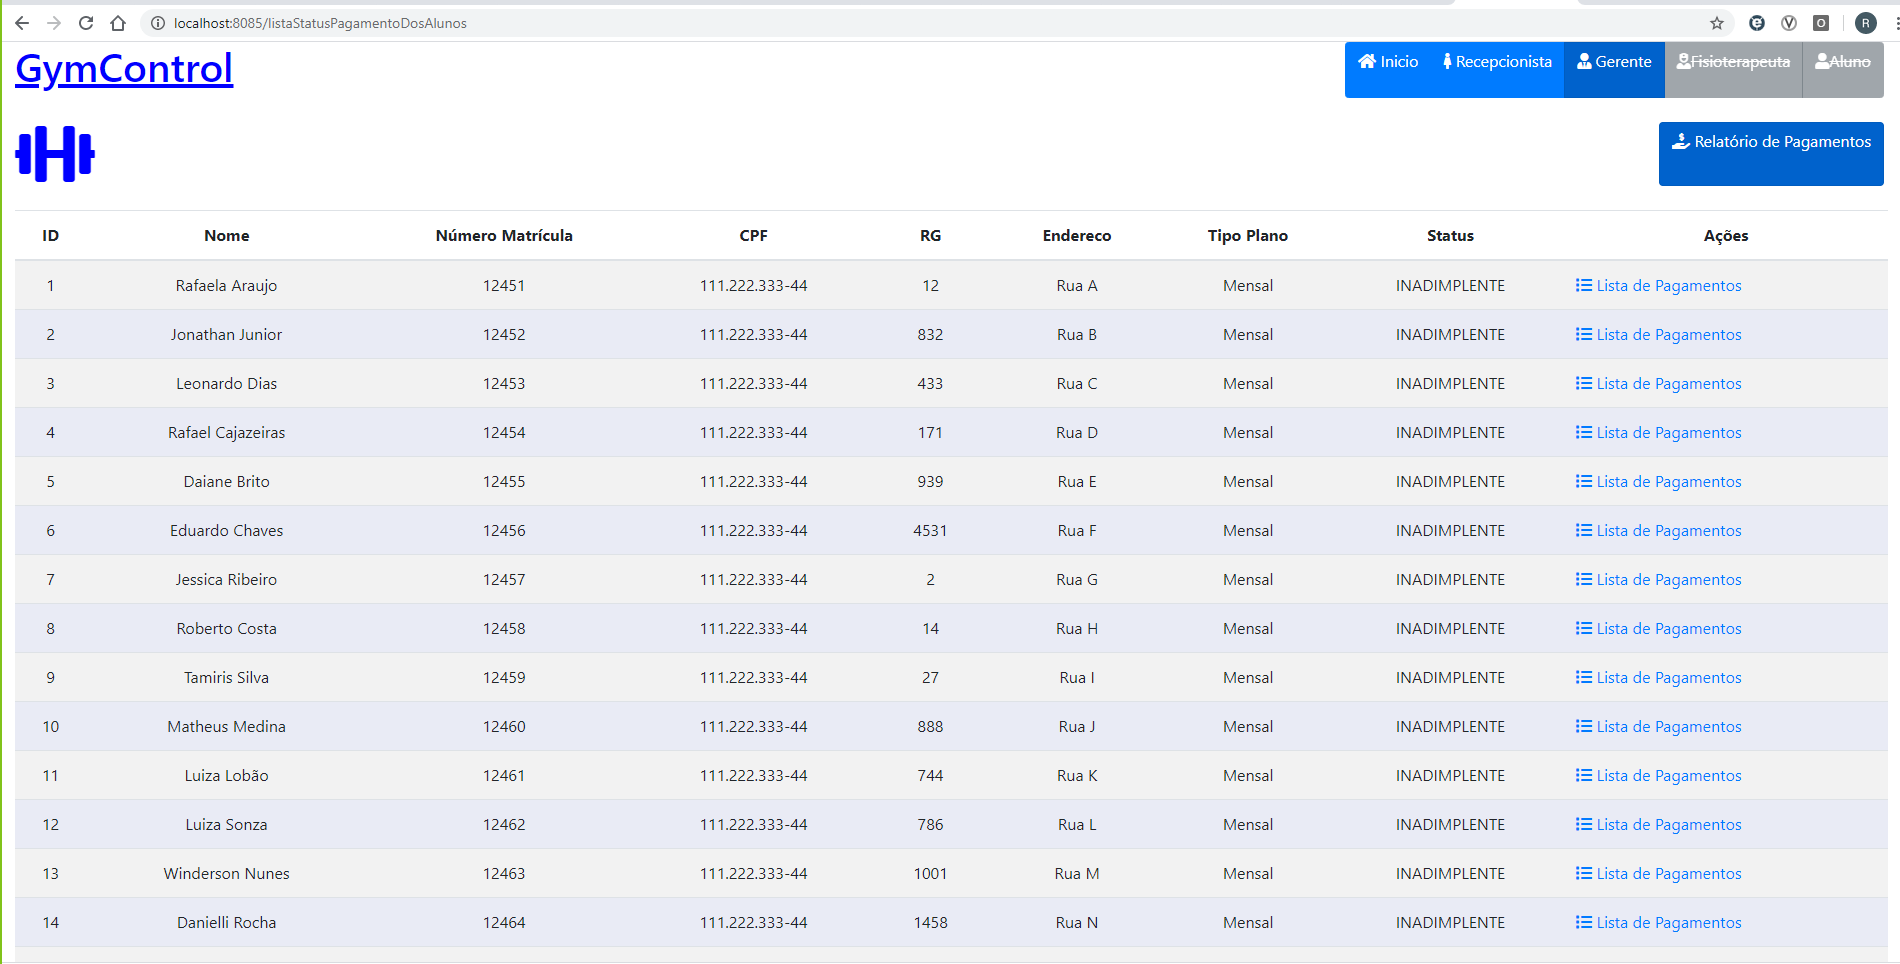 localhost:8085/listaStatusPagamentoDosAlunos
R
GymControl
Inicio Recepcionista Gerente Fisioterapeuta Aluno
Relatório de Pagamentos
ID Nome Número Matrícula CPF RG Endereco Tipo Plano Status Ações
1 Rafaela Araujo 12451 111.222.333-44 12 Rua A Mensal INADIMPLENTE Lista de Pagamentos
2 Jonathan Junior 12452 111.222.333-44 832 Rua B Mensal INADIMPLENTE Lista de Pagamentos
3 Leonardo Dias 12453 111.222.333-44 433 Rua C Mensal INADIMPLENTE Lista de Pagamentos
4 Rafael Cajazeiras 12454 111.222.333-44 171 Rua D Mensal INADIMPLENTE Lista de Pagamentos
5 Daiane Brito 12455 111.222.333-44 939 Rua E Mensal INADIMPLENTE Lista de Pagamentos
6 Eduardo Chaves 12456 111.222.333-44 4531 Rua F Mensal INADIMPLENTE Lista de Pagamentos
7 Jessica Ribeiro 12457 111.222.333-44 2 Rua G Mensal INADIMPLENTE Lista de Pagamentos
8 Roberto Costa 12458 111.222.333-44 14 Rua H Mensal INADIMPLENTE Lista de Pagamentos
9 Tamiris Silva 12459 111.222.333-44 27 Rua I Mensal INADIMPLENTE Lista de Pagamentos
10 Matheus Medina 12460 111.222.333-44 888 Rua J Mensal INADIMPLENTE Lista de Pagamentos
11 Luiza Lobão 12461 111.222.333-44 744 Rua K Mensal INADIMPLENTE Lista de Pagamentos
12 Luiza Sonza 12462 111.222.333-44 786 Rua L Mensal INADIMPLENTE Lista de Pagamentos
13 Winderson Nunes 12463 111.222.333-44 1001 Rua M Mensal INADIMPLENTE Lista de Pagamentos
14 Danielli Rocha 12464 111.222.333-44 1458 Rua N Mensal INADIMPLENTE Lista de Pagamentos